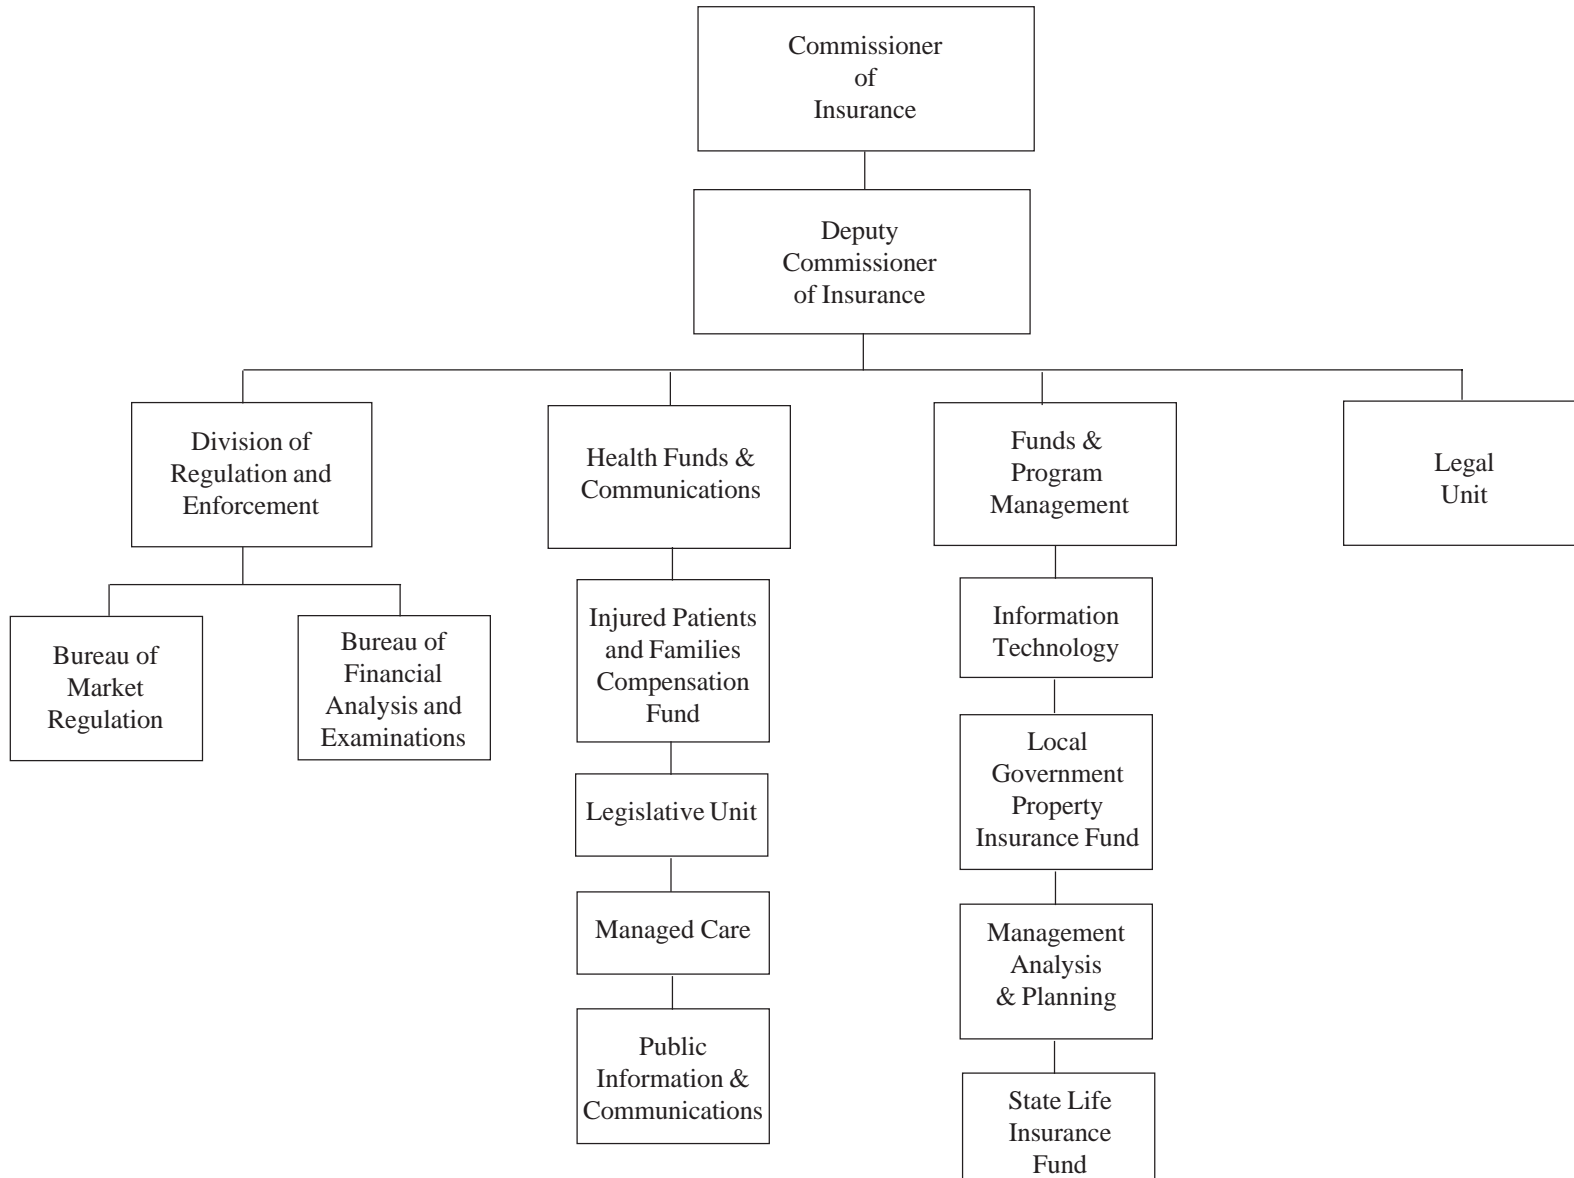 Commissioner
of
Insurance
Deputy
Commissioner
of Insurance
Division of
Regulation and
Enforcement
Health Funds &
Communications
Funds &
Program
Management
Legal
Unit
Bureau of
Market
Regulation
Bureau of
Financial
Analysis and
Examinations
Injured Patients
and Families
Compensation
Fund
Legislative Unit
Managed Care
Public
Information &
Communications
Information
Technology
Local
Government
Property
Insurance Fund
Management
Analysis
& Planning
State Life
Insurance
Fund